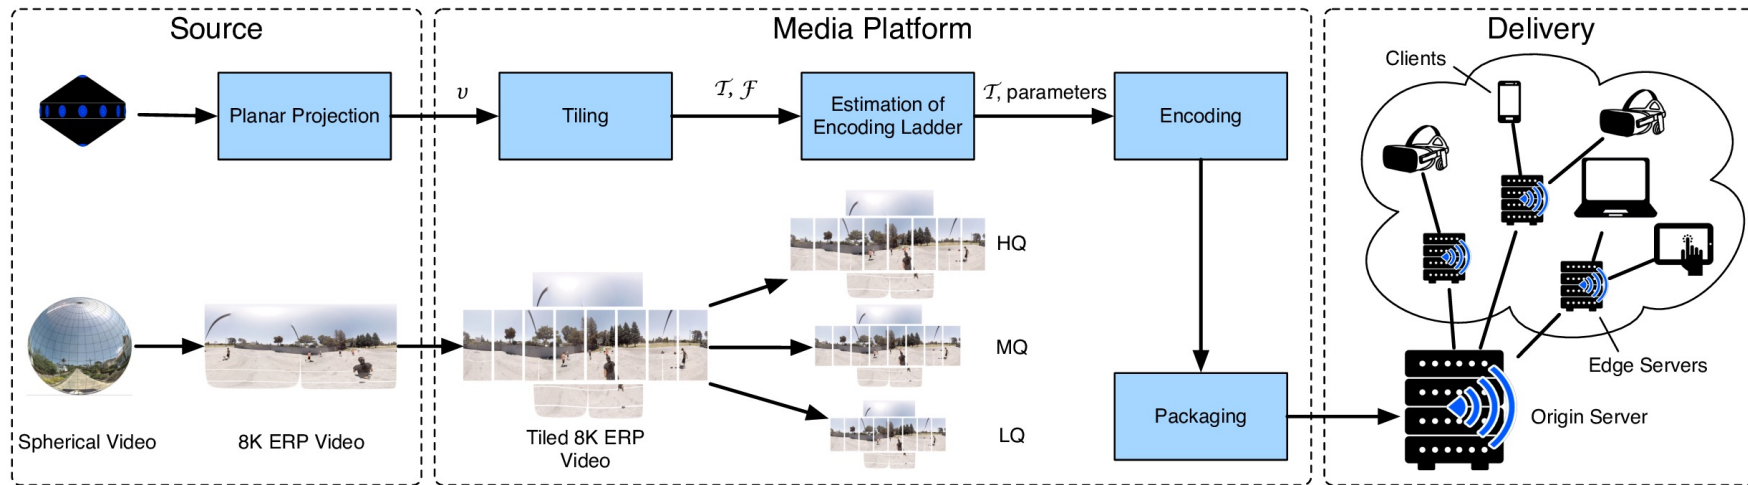 Source
Media Platform
Delivery
Clients
Planar Projection
υ
Tiling
𝒯, ℱ
Estimation of
Encoding Ladder
𝒯, parameters
Encoding
HQ
MQ
LQ
Packaging
Edge Servers
Origin Server
Spherical Video
8K ERP Video
Tiled 8K ERP
Video